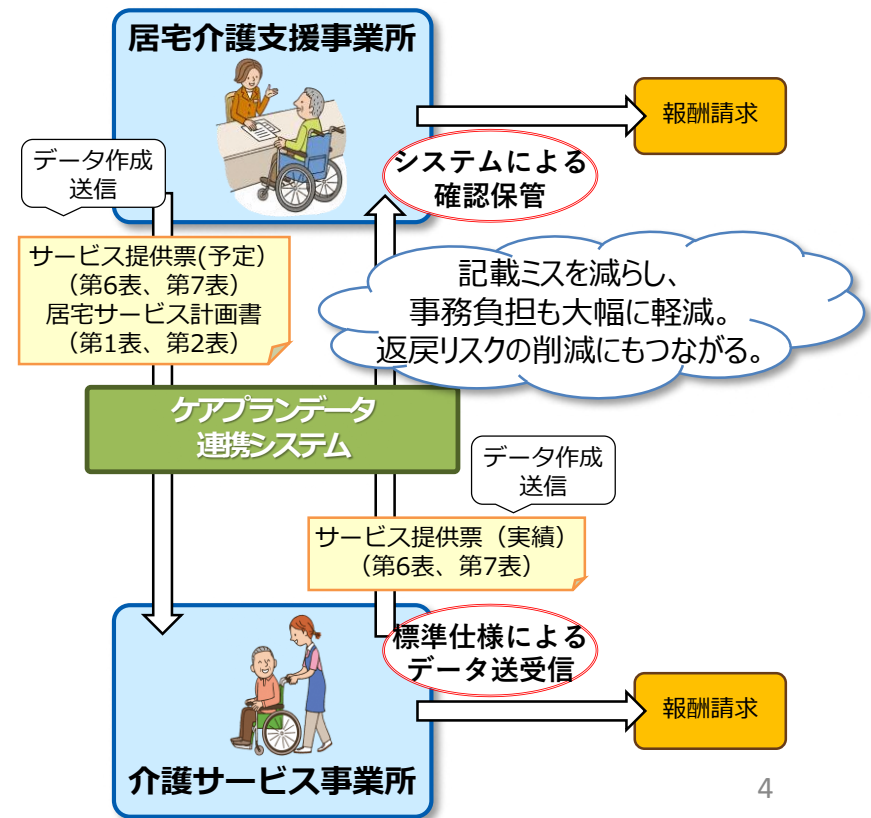 居宅介護支援事業所
報酬請求
データ作成
送信
システムによる
確認保管
サービス提供票(予定)
（第6表、第7表）
居宅サービス計画書
（第1表、第2表）
記載ミスを減らし、
事務負担も大幅に軽減。
返戻リスクの削減にもつながる。
ケアプランデータ
連携システム
データ作成
送信
サービス提供票（実績）
（第6表、第7表）
標準仕様による
データ送受信
報酬請求
介護サービス事業所
4